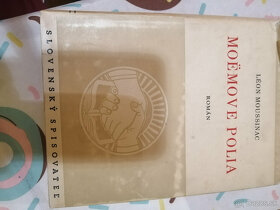 LÉON MOUSSINAC
MOËMOVE POLIA
ROMÁN
SLOVENSKÝ SPISOVATEĽ